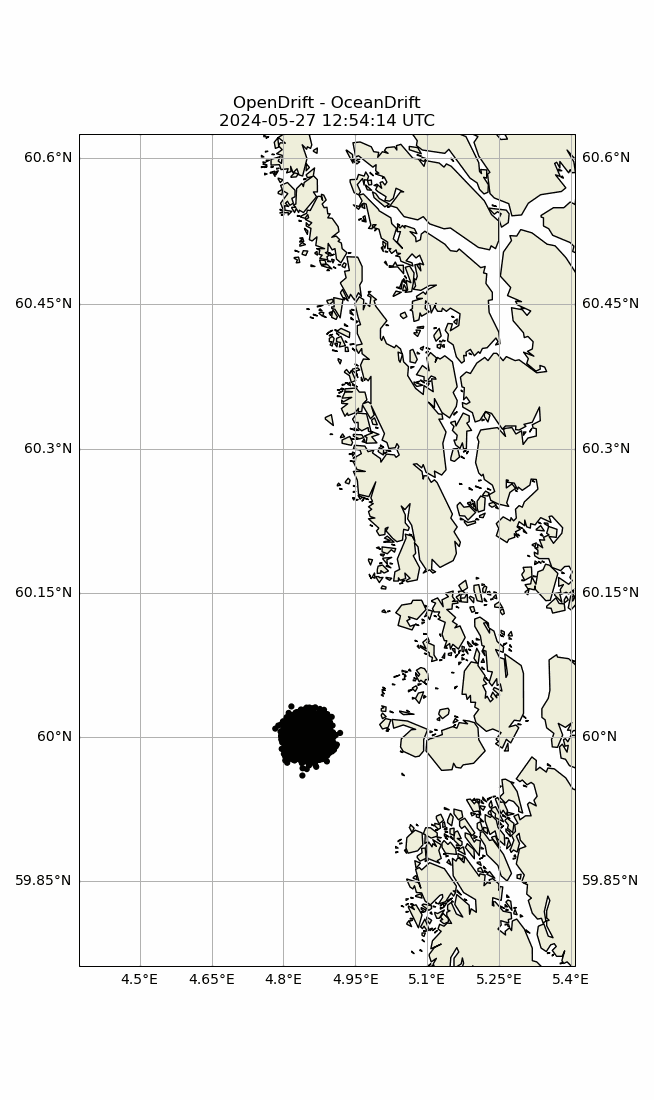 OpenDrift - OceanDrift
2024-05-27 12:54:14 UTC
60.6°N 60.6°N
60.45°N 60.45°N
60.3°N 60.3°N
60.15°N 60.15°N
60°N 60°N
59.85°N 59.85°N
4.5°E 4.65°E 4.8°E 4.95°E 5.1°E 5.25°E 5.4°E